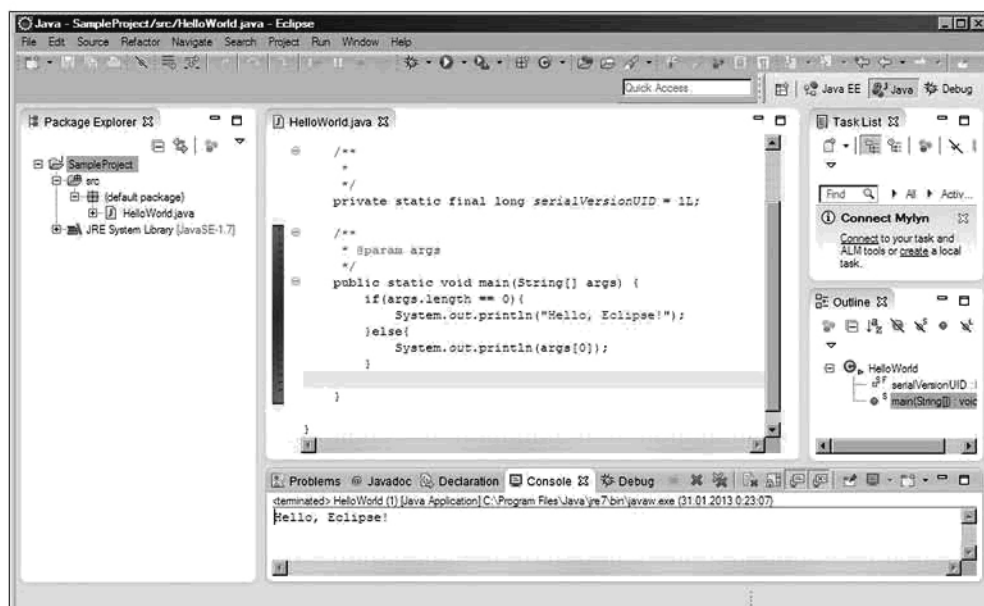 Java - SampleProject/src/HelloWorld.java - Eclipse
File Edit Source Refactor Navigate Search Project Run Window Help
Quick Access
Java EE Java Debug
Package Explorer
SampleProject
src
(default package)
HelloWorld.java
JRE System Library [JavaSE-1.7]
HelloWorld.java
/**
*
*/
private static final long serialVersionUID = 1L;
/**
* @param args
*/
public static void main(String[] args) {
if(args.length == 0){
System.out.println("Hello, Eclipse!");
}else{
System.out.println(args[0]);
}
}
}
Task List
Find All Activ...
Connect Mylyn
Connect to your task and
ALM tools or create a local
task.
Outline
HelloWorld
serialVersionUID : l
main(String[]) : void
Problems @ Javadoc Declaration Console Debug
<terminated> HelloWorld (1) [Java Application] C:\Program Files\Java\jre7\bin\javaw.exe (31.01.2013 0:23:07)
Hello, Eclipse!